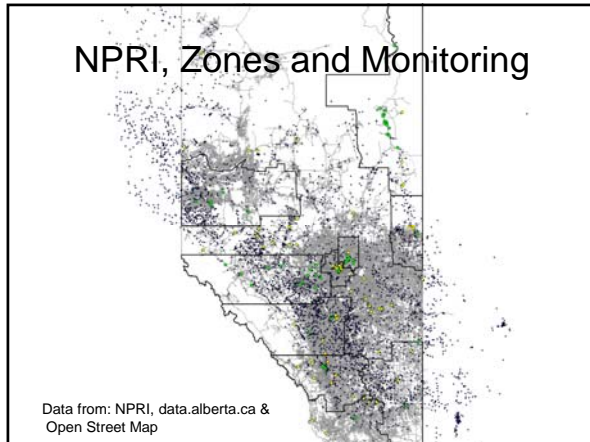 NPRI, Zones and Monitoring
Data from: NPRI, data.alberta.ca &
Open Street Map